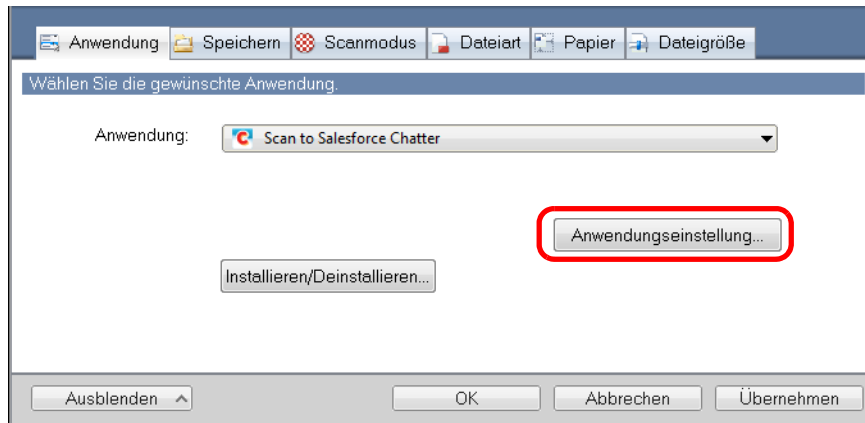 Anwendung Speichern Scanmodus Dateiart Papier Dateigröße
Wählen Sie die gewünschte Anwendung.
Anwendung: Scan to Salesforce Chatter
Anwendungseinstellung...
Installieren/Deinstallieren...
Ausblenden OK Abbrechen Übernehmen